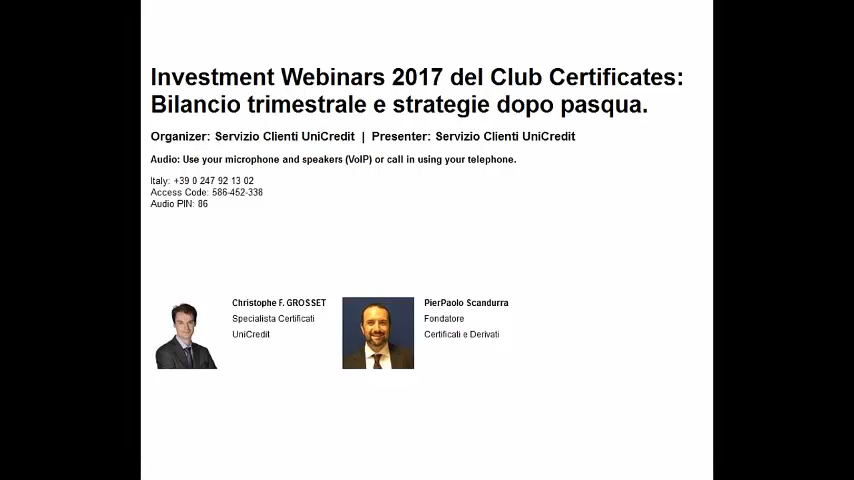 Investment Webinars 2017 del Club Certificates:
Bilancio trimestrale e strategie dopo pasqua.
Organizer: Servizio Clienti UniCredit | Presenter: Servizio Clienti UniCredit
Audio: Use your microphone and speakers (VoIP) or call in using your telephone.
Italy: +39 0 247 92 13 02
Access Code: 586-452-338
Audio PIN: 86
Christophe F. GROSSET
Specialista Certificati
UniCredit
PierPaolo Scandurra
Fondatore
Certificati e Derivati